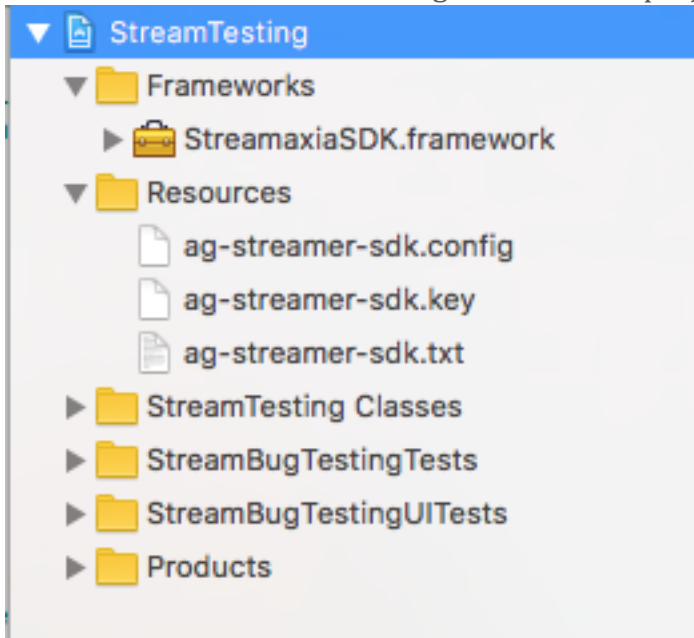 StreamTesting
Frameworks
StreamaxiaSDK.framework
Resources
ag-streamer-sdk.config
ag-streamer-sdk.key
ag-streamer-sdk.txt
StreamTesting Classes
StreamBugTestingTests
StreamBugTestingUITests
Products